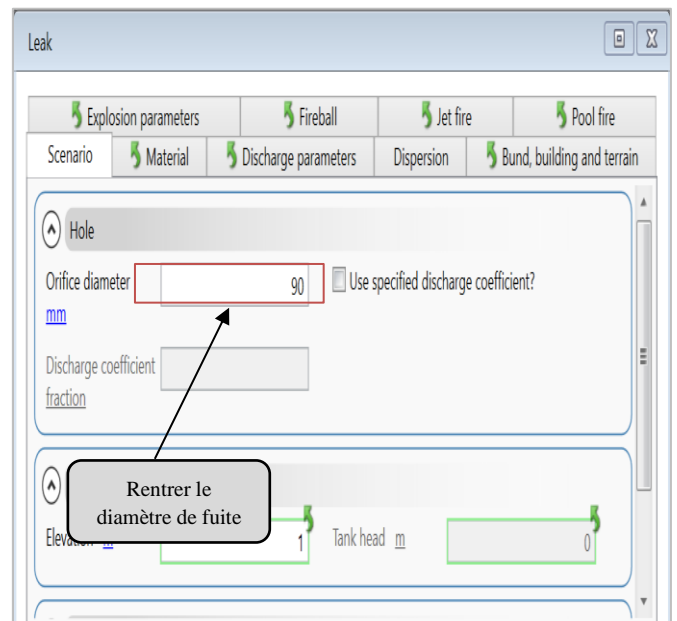 Leak
Explosion parameters Fireball Jet fire Pool fire
Scenario Material Discharge parameters Dispersion Bund, building and terrain
Hole
Orifice diameter 90 Use specified discharge coefficient?
mm
Discharge coefficient
fraction
Rentrer le
diamètre de fuite
1 Tank head m 0